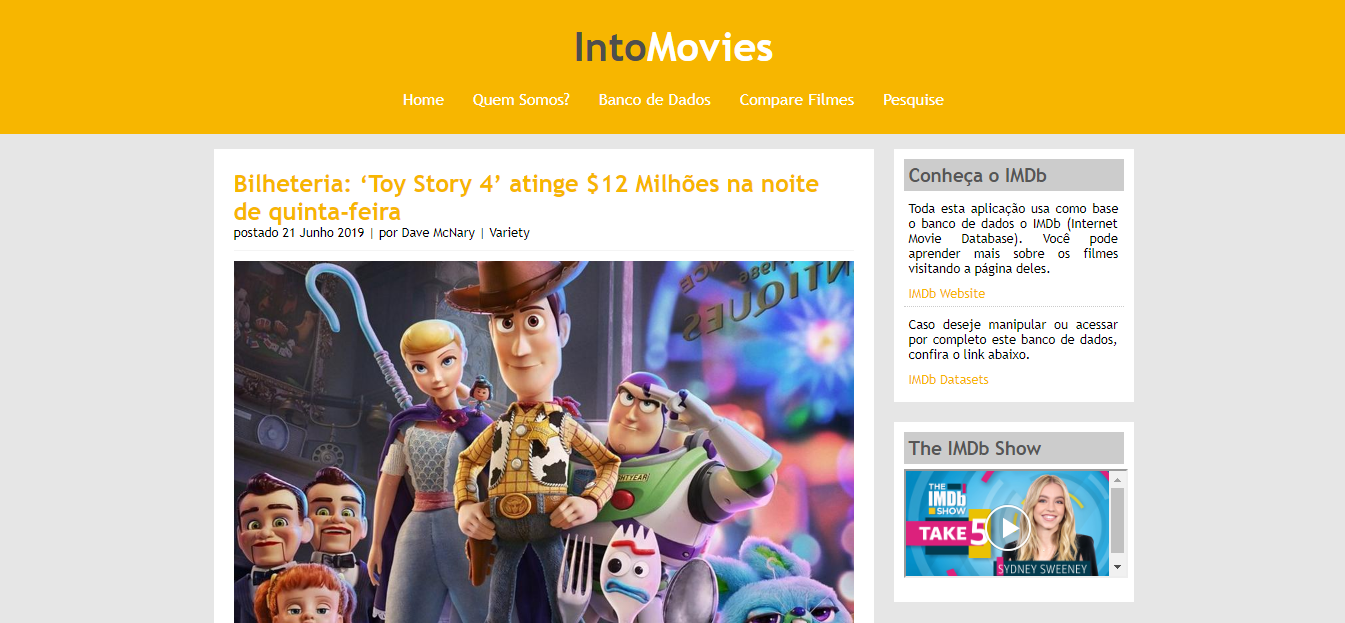 IntoMovies
Home Quem Somos? Banco de Dados Compare Filmes Pesquise
Bilheteria: ‘Toy Story 4’ atinge $12 Milhões na noite
de quinta-feira
postado 21 Junho 2019 | por Dave McNary | Variety
1986
ANTIQUES
Conheça o IMDb
Toda esta aplicação usa como base
o banco de dados o IMDb (Internet
Movie Database). Você pode
aprender mais sobre os filmes
visitando a página deles.
IMDb Website
Caso deseje manipular ou acessar
por completo este banco de dados,
confira o link abaixo.
IMDb Datasets
The IMDb Show
THE
IMDb
SHOW
TAKE 5
SYDNEY SWEENEY